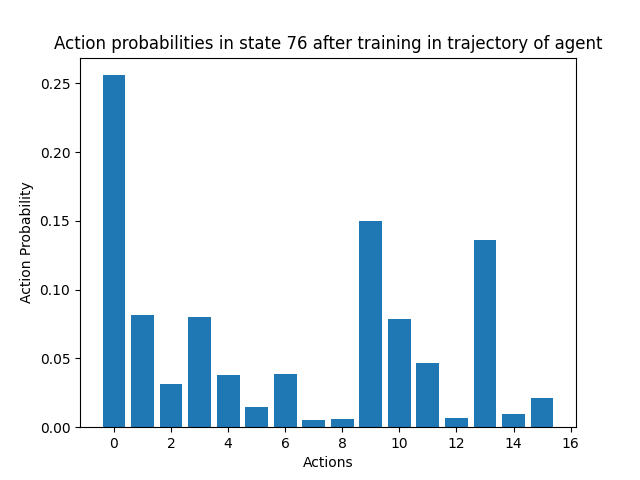 Action probabilities in state 76 after training in trajectory of agent
0.25
0.20
0.15
0.10
0.05
0.00
Action Probability
0 2 4 6 8 10 12 14 16
Actions